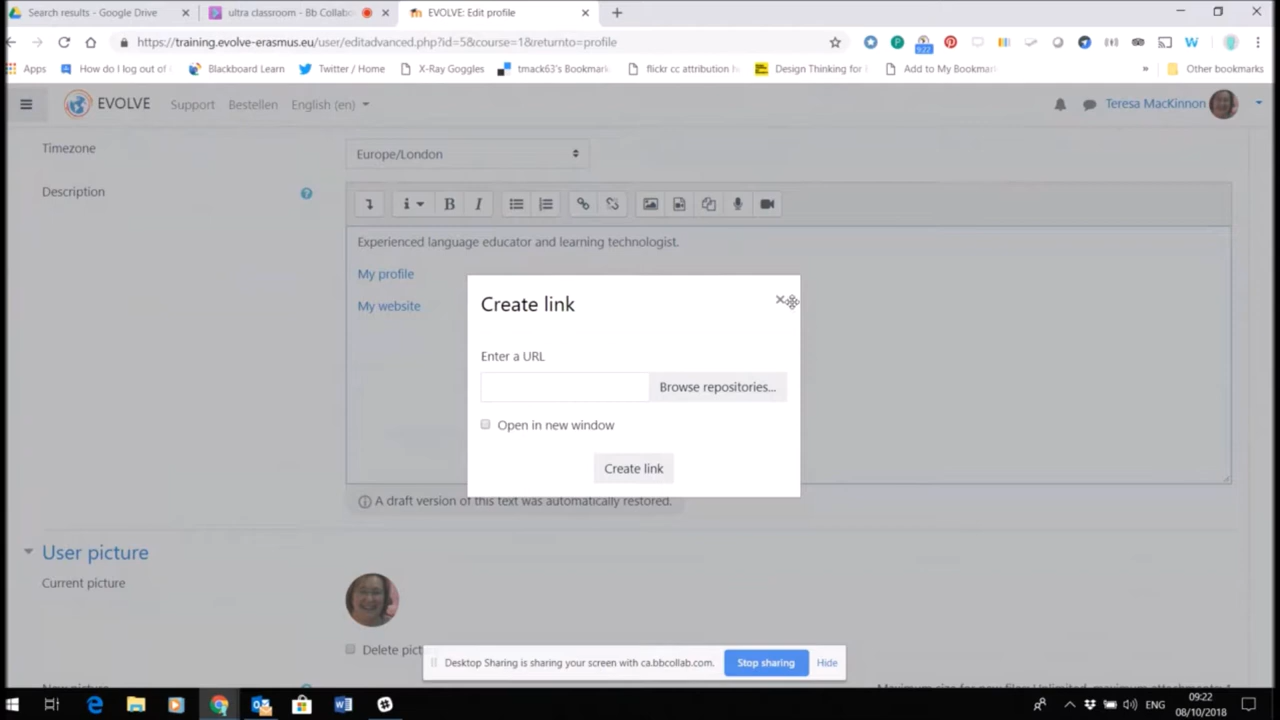 Search results - Google Drive
ultra classroom - Bb Collab
EVOLVE: Edit profile
https://training.evolve-erasmus.eu/user/editadvanced.php?id=5&course=1&returnto=profile
9:22
Apps
How do I log out of
Blackboard Learn
Twitter / Home
X-Ray Goggles
tmack63's Bookmark
flickr cc attribution h
Design Thinking for
Add to My Bookmar
»
Other bookmarks
EVOLVE
Support
Bestellen
English (en)
Teresa MacKinnon
Timezone
Europe/London
Description
B
I
Experienced language educator and learning technologist.
My profile
My website
Create link
Enter a URL
Browse repositories...
Open in new window
Create link
A draft version of this text was automatically restored.
User picture
Current picture
Delete pict
Desktop Sharing is sharing your screen with ca.bbcollab.com.
Stop sharing
Hide
ENG
09:22
08/10/2018